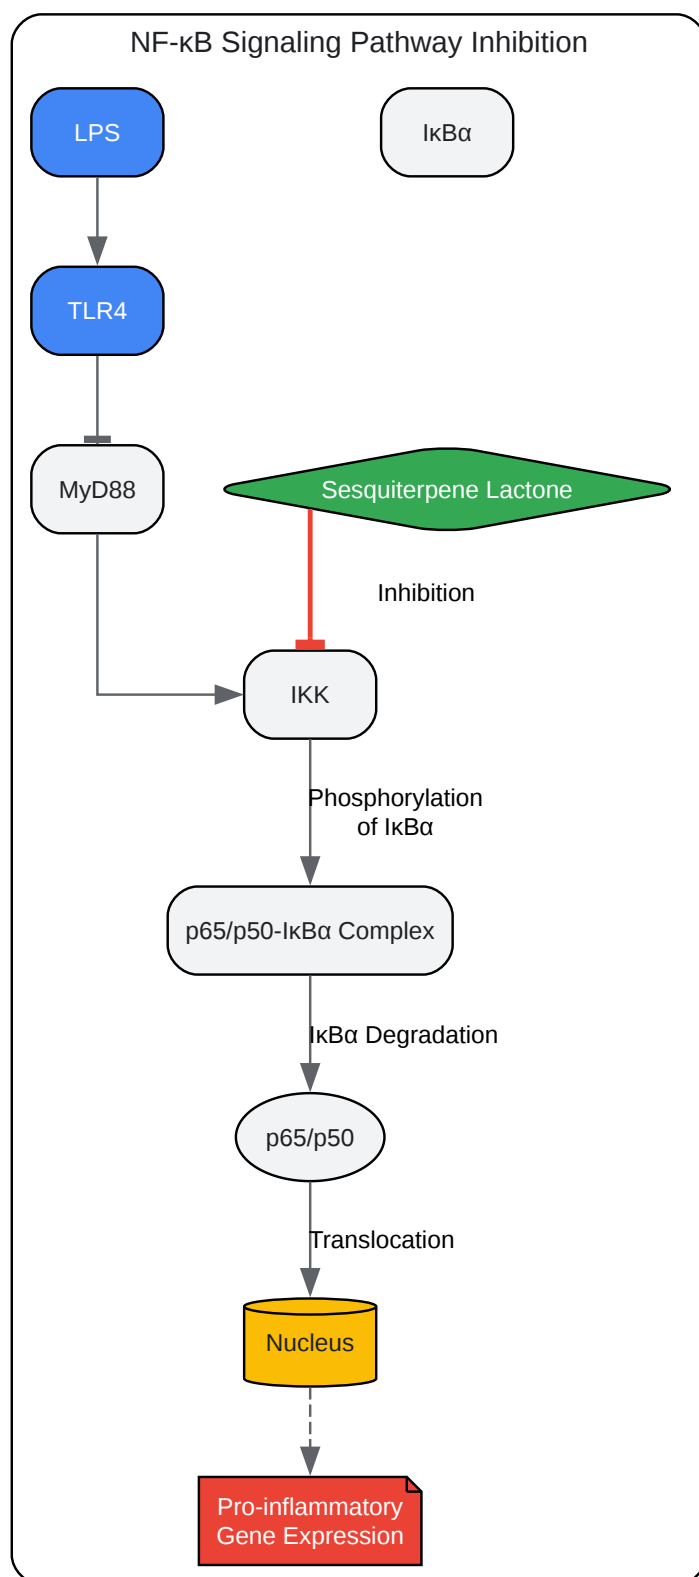 NF-κB Signaling Pathway Inhibition
LPS
IκBα
TLR4
MyD88
Sesquiterpene Lactone
Inhibition
IKK
Phosphorylation
of IκBα
p65/p50-IκBα Complex
IκBα Degradation
p65/p50
Translocation
Nucleus
Pro-inflammatory
Gene Expression